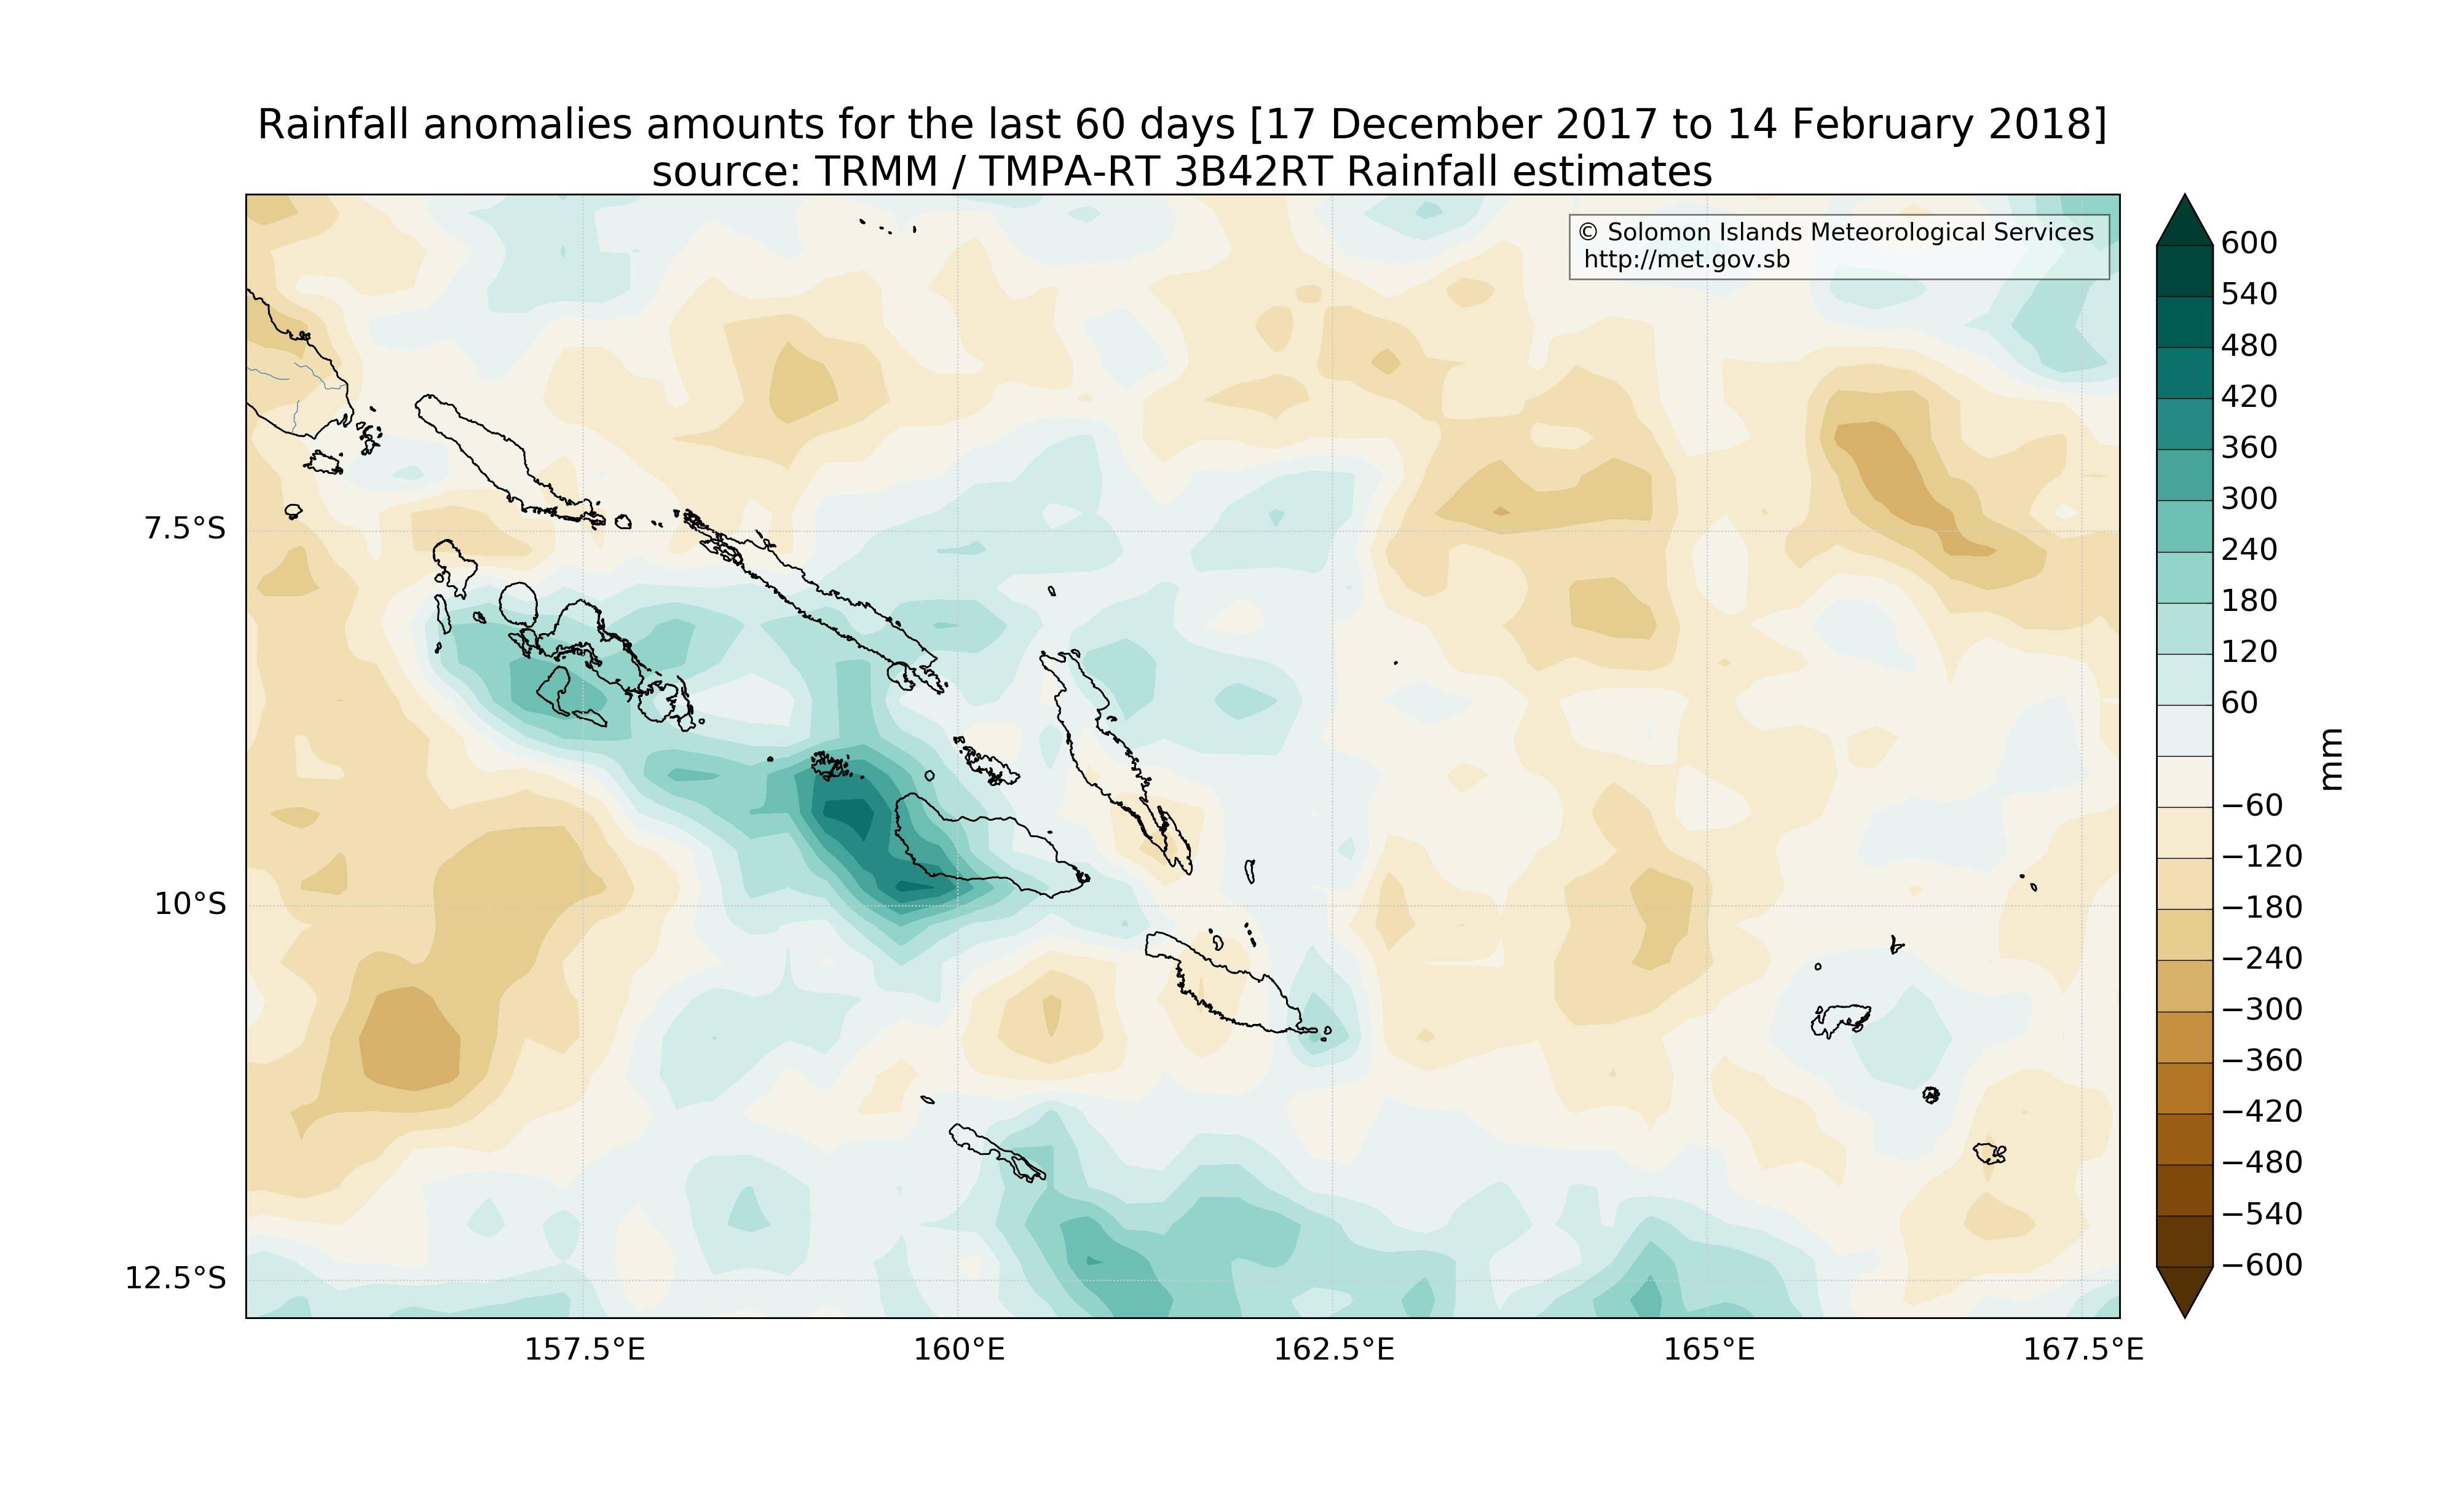 Rainfall anomalies amounts for the last 60 days [17 December 2017 to 14 February 2018]
source: TRMM / TMPA-RT 3B42RT Rainfall estimates
© Solomon Islands Meteorological Services
http://met.gov.sb
7.5°S
10°S
12.5°S
157.5°E
160°E
162.5°E
165°E
167.5°E
600
540
480
420
360
300
240
180
120
60
−60
−120
−180
−240
−300
−360
−420
−480
−540
−600
mm